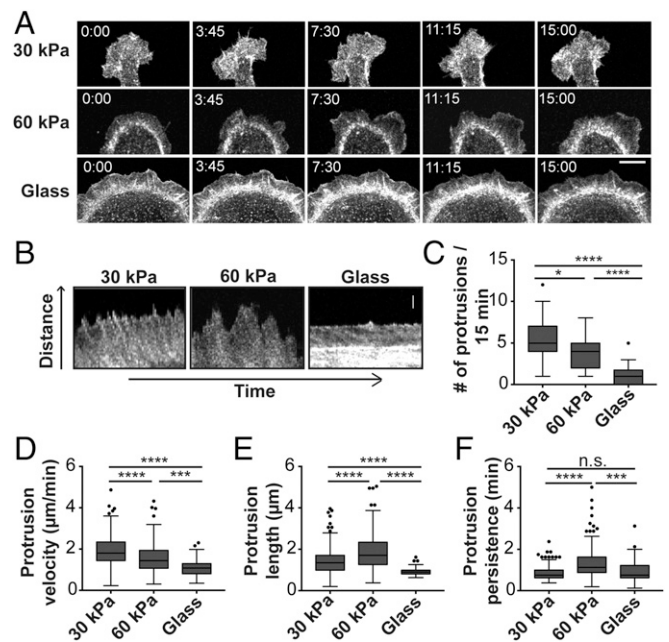 A
30 kPa
0:00 3:45 7:30 11:15 15:00
60 kPa
0:00 3:45 7:30 11:15 15:00
Glass
0:00 3:45 7:30 11:15 15:00
B
30 kPa 60 kPa Glass
Distance
Time
C
# of protrusions /
15 min
15
10
5
0
****
* ****
30 kPa 60 kPa Glass
D
Protrusion
velocity (µm/min)
6
4
2
0
****
**** ***
30 kPa 60 kPa Glass
E
Protrusion
length (µm)
6
4
2
0
****
**** ****
30 kPa 60 kPa Glass
F
Protrusion
persistence (min)
6
4
2
0
n.s.
**** ***
30 kPa 60 kPa Glass